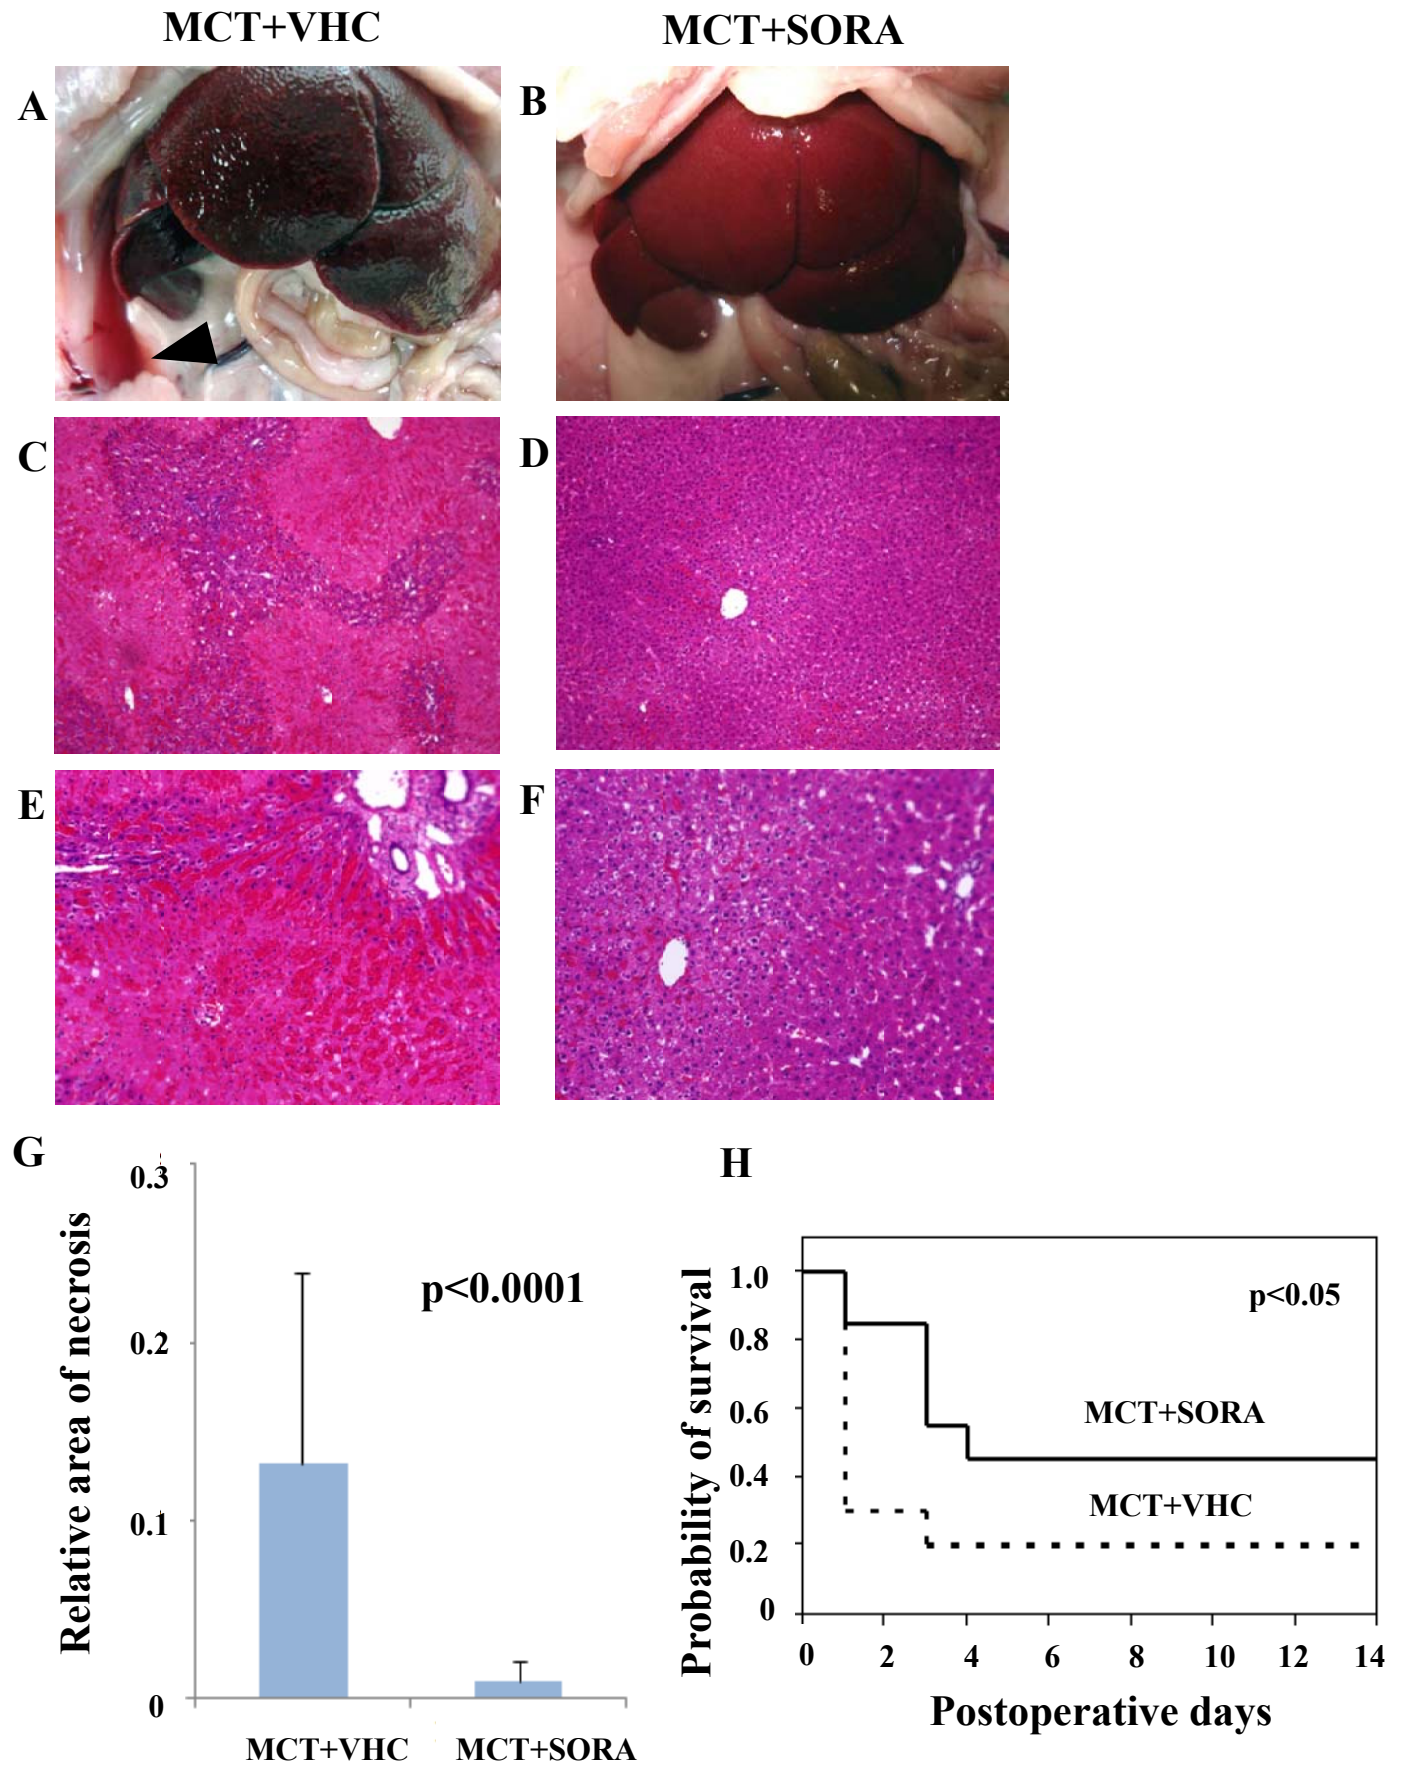 MCT+VHC
MCT+SORA
A
B
C
D
E
F
G
0.3
0.2
0.1
0
Relative area of necrosis
p<0.0001
MCT+VHC
MCT+SORA
H
1.0
0.8
0.6
0.4
0.2
0
Probability of survival
p<0.05
MCT+SORA
MCT+VHC
0 2 4 6 8 10 12 14
Postoperative days